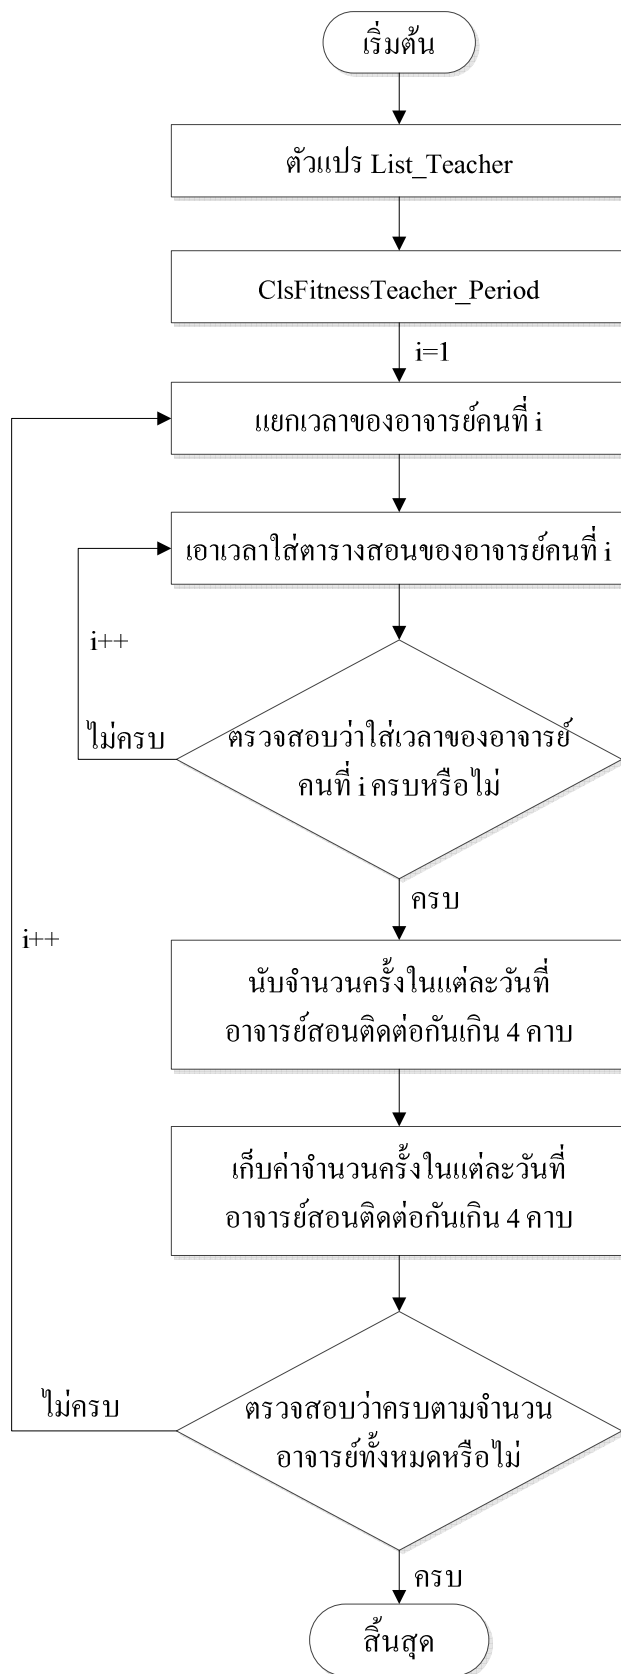 เริ่มต้น
ตัวแปร List_Teacher
ClsFitnessTeacher_Period
i=1
แยกเวลาของอาจารย์คนที่ i
เอาเวลาใส่ตารางสอนของอาจารย์คนที่ i
i++
ไม่ครบ
ตรวจสอบว่าใส่เวลาของอาจารย์
คนที่ i ครบหรือไม่
ครบ
i++
นับจำนวนครั้งในแต่ละวันที่
อาจารย์สอนติดต่อกันเกิน 4 คาบ
เก็บค่าจำนวนครั้งในแต่ละวันที่
อาจารย์สอนติดต่อกันเกิน 4 คาบ
ไม่ครบ
ตรวจสอบว่าครบตามจำนวน
อาจารย์ทั้งหมดหรือไม่
ครบ
สิ้นสุด